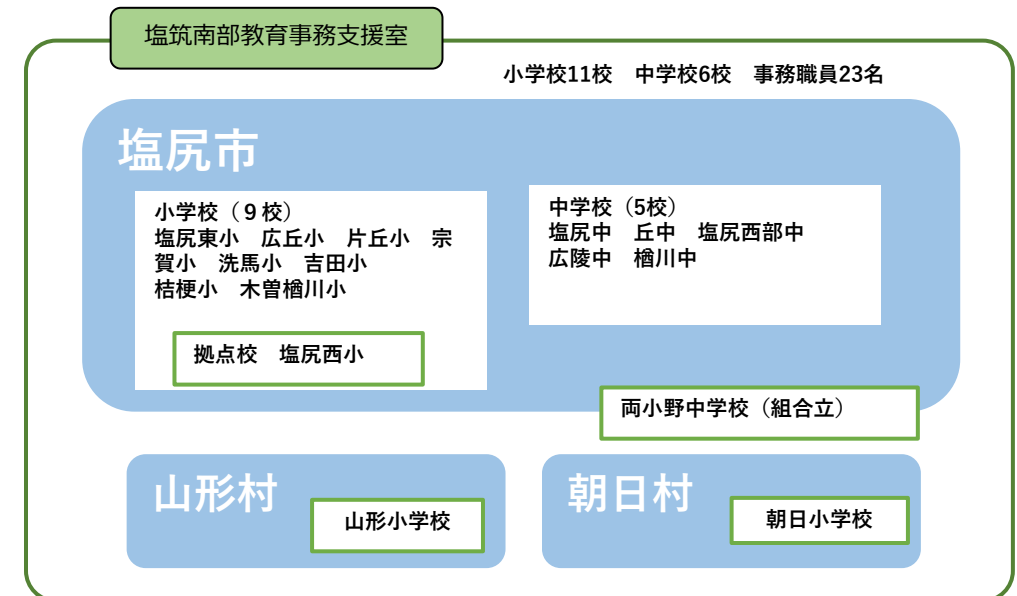 塩筑南部教育事務支援室
小学校11校　中学校6校　事務職員23名
塩尻市
小学校（９校）
塩尻東小　広丘小　片丘小　宗
賀小　洗馬小　吉田小
桔梗小　木曽楢川小
拠点校　塩尻西小
中学校（5校）
塩尻中　丘中　塩尻西部中
広陵中　楢川中
両小野中学校（組合立）
山形村
山形小学校
朝日村
朝日小学校